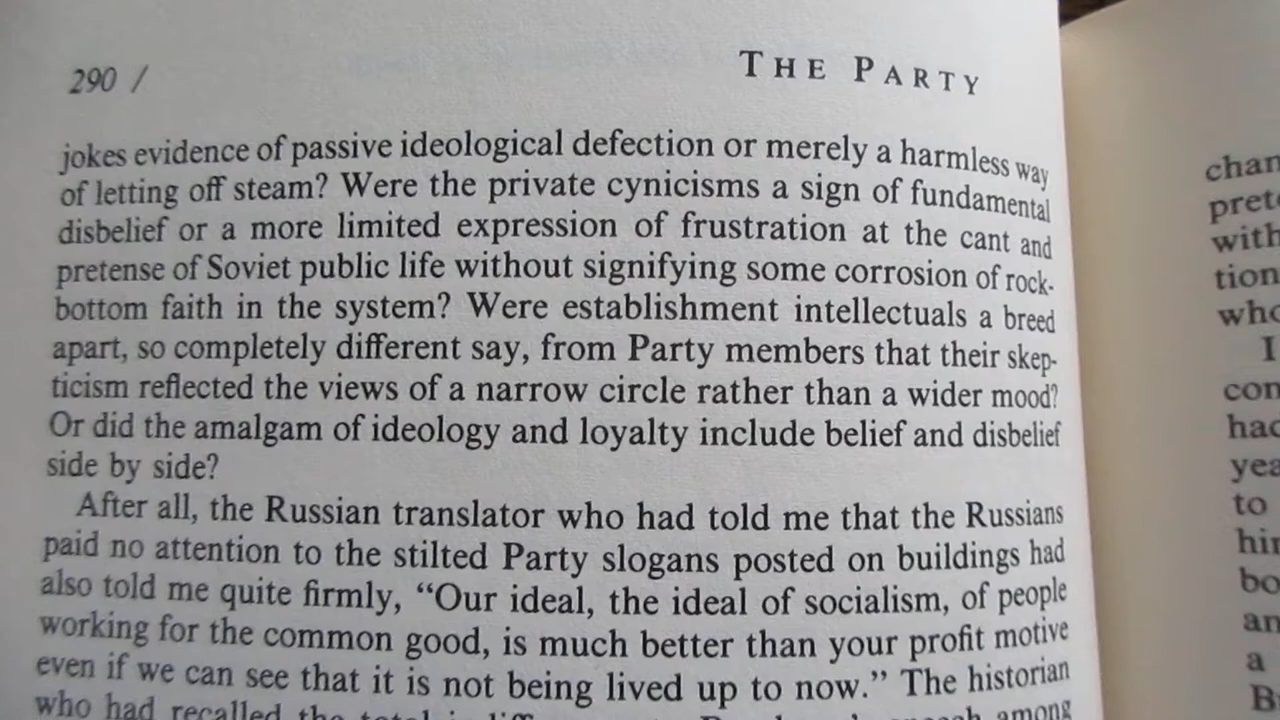 290 /
THE PARTY
jokes evidence of passive ideological defection or merely a harmless way
of letting off steam? Were the private cynicisms a sign of fundamental
disbelief or a more limited expression of frustration at the cant and
pretense of Soviet public life without signifying some corrosion of rock-
bottom faith in the system? Were establishment intellectuals a breed
apart, so completely different say, from Party members that their skep-
ticism reflected the views of a narrow circle rather than a wider mood?
Or did the amalgam of ideology and loyalty include belief and disbelief
side by side?
After all, the Russian translator who had told me that the Russians
paid no attention to the stilted Party slogans posted on buildings had
also told me quite firmly, “Our ideal, the ideal of socialism, of people
working for the common good, is much better than your profit motive
even if we can see that it is not being lived up to now.” The historian
who had recalled the
among
with
I
to
a